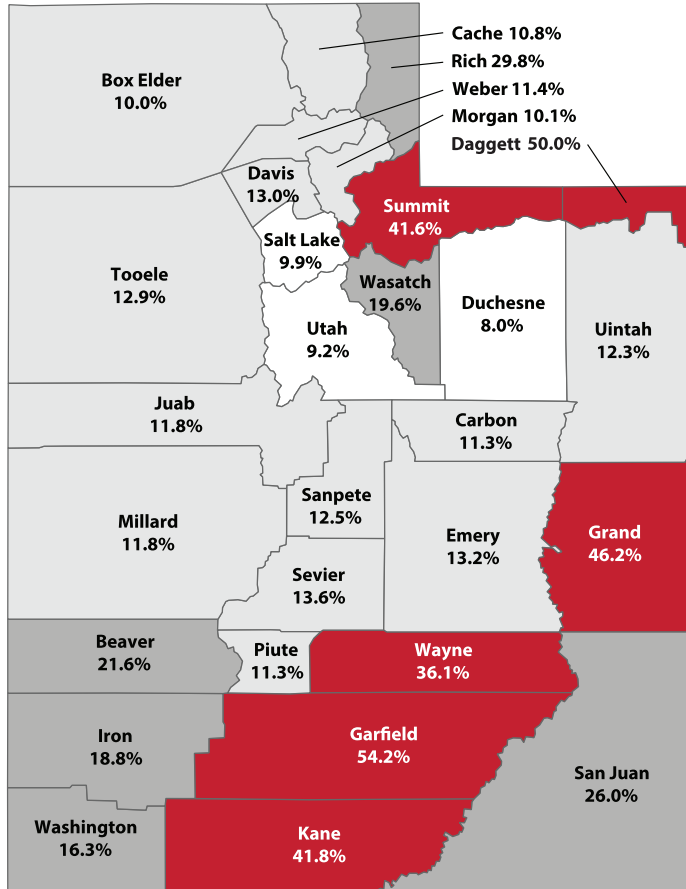 Cache 10.8%
Rich 29.8%
Weber 11.4%
Morgan 10.1%
Daggett 50.0%
Box Elder
10.0%
Davis
13.0%
Summit
41.6%
Salt Lake
9.9%
Tooele
12.9%
Wasatch
19.6%
Duchesne
8.0%
Utah
9.2%
Uintah
12.3%
Juab
11.8%
Carbon
11.3%
Sanpete
12.5%
Millard
11.8%
Emery
13.2%
Grand
46.2%
Sevier
13.6%
Beaver
21.6%
Piute
11.3%
Wayne
36.1%
Iron
18.8%
Garfield
54.2%
San Juan
26.0%
Washington
16.3%
Kane
41.8%